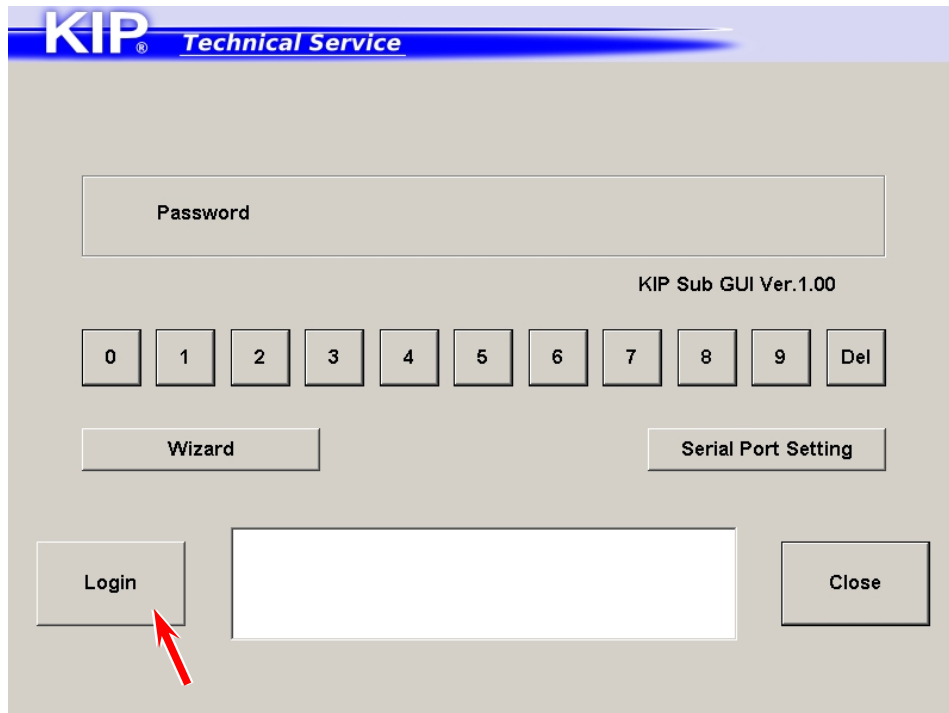 KIP® Technical Service
Password
KIP Sub GUI Ver.1.00
0 1 2 3 4 5 6 7 8 9 Del
Wizard Serial Port Setting
Login Close